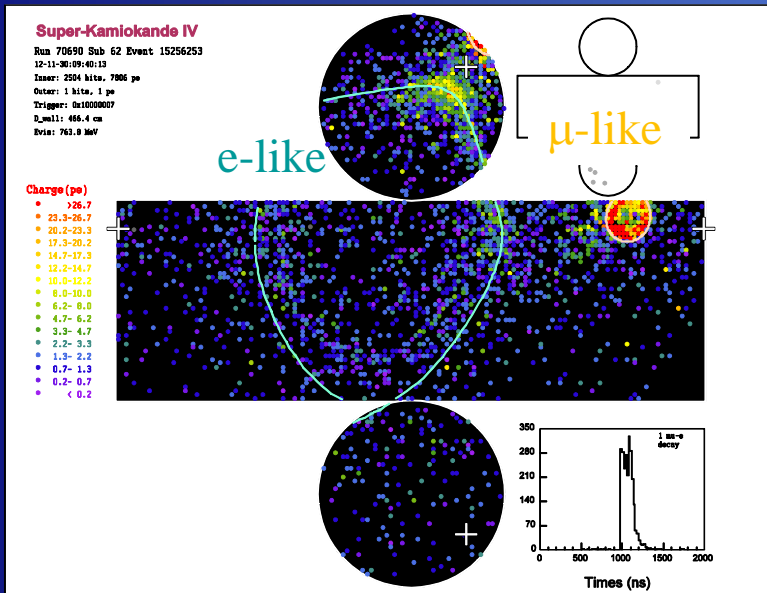 Super-Kamiokande IV
Run 70690 Sub 62 Event 15256253
12-11-30:09:40:13
Inner: 2504 hits, 7806 pe
Outer: 1 hits, 1 pe
Trigger: 0x10000007
D_wall: 466.4 cm
Evis: 763.8 MeV
e-like
μ-like
Charge(pe)
>26.7
23.3-26.7
20.2-23.3
17.3-20.2
14.7-17.3
12.2-14.7
10.0-12.2
8.0-10.0
6.2- 8.0
4.7- 6.2
3.3- 4.7
2.2- 3.3
1.3- 2.2
0.7- 1.3
0.2- 0.7
< 0.2
1 mu-e
decay
350
280
210
140
70
0
0 500 1000 1500 2000
Times (ns)